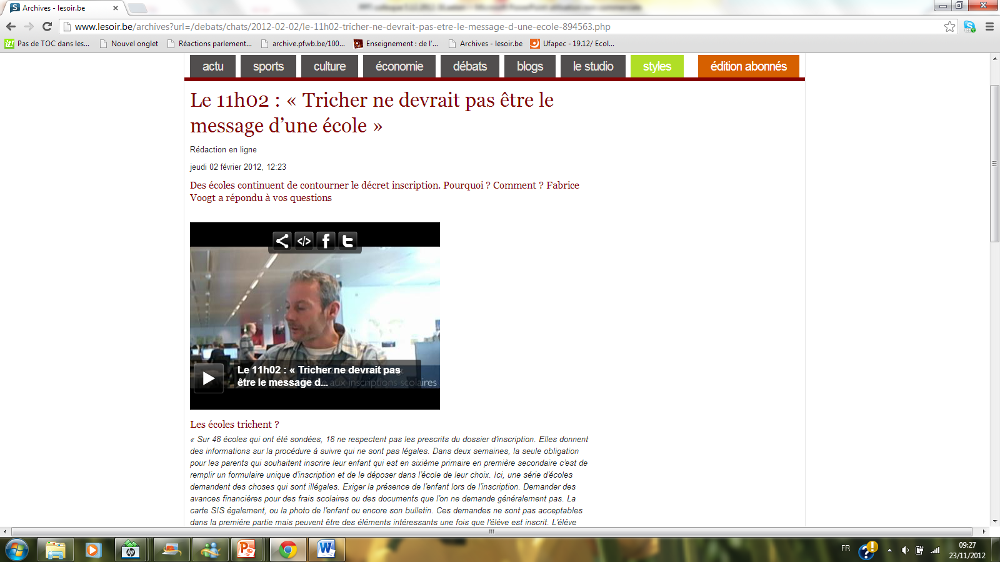 Archives - lesoir.be
www.lesoir.be/archives?url=/debats/chats/2012-02-02/le-11h02-tricher-ne-devrait-pas-etre-le-message-d-une-ecole-894563.php
it! Pas de TOC dans les... Nouvel onglet Réactions parlement... archive.pfwb.be/100... Enseignement : de l'... Archives - lesoir.be Ufapec - 19.12/ Ecol...
actu sports culture économie débats blogs le studio styles édition abonnés
Le 11h02 : « Tricher ne devrait pas être le
message d’une école »
Rédaction en ligne
jeudi 02 février 2012, 12:23
Des écoles continuent de contourner le décret inscription. Pourquoi ? Comment ? Fabrice
Voogt a répondu à vos questions
Le 11h02 : « Tricher ne devrait pas
être le message d... aux inscriptions scolaires
Les écoles trichent ?
« Sur 48 écoles qui ont été sondées, 18 ne respectent pas les prescrits du dossier d’inscription. Elles donnent
des informations sur la procédure à suivre qui ne sont pas légales. Dans deux semaines, la seule obligation
pour les parents qui souhaitent inscrire leur enfant qui est en sixième primaire en première secondaire c’est de
remplir un formulaire unique d’inscription et de le déposer dans l’école de leur choix. Ici, une série d’écoles
demandent des choses qui sont illégales. Exiger la présence de l’enfant lors de l’inscription. Demander des
avances financières pour des frais scolaires ou des documents que l’on ne demande généralement pas. La
carte SIS également, ou la photo de l’enfant ou encore son bulletin. Ces demandes ne sont pas acceptables
dans la première partie mais peuvent être des éléments intéressants une fois que l’élève est inscrit. L’élève
FR
09:27
23/11/2012